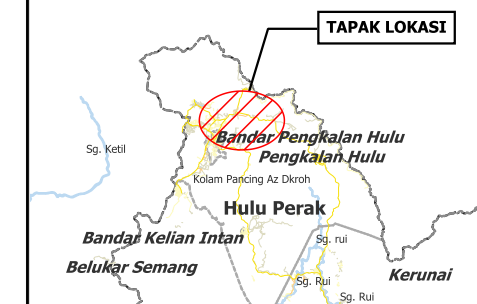 TAPAK LOKASI
Bandar Pengkalan Hulu
Sg. Ketil
Pengkalan Hulu
Kolam Pancing Az Dkroh
Hulu Perak
Bandar Kelian Intan
Sg. rui
Belukar Semang
Kerunai
Sg. Rui
Sg. Rui